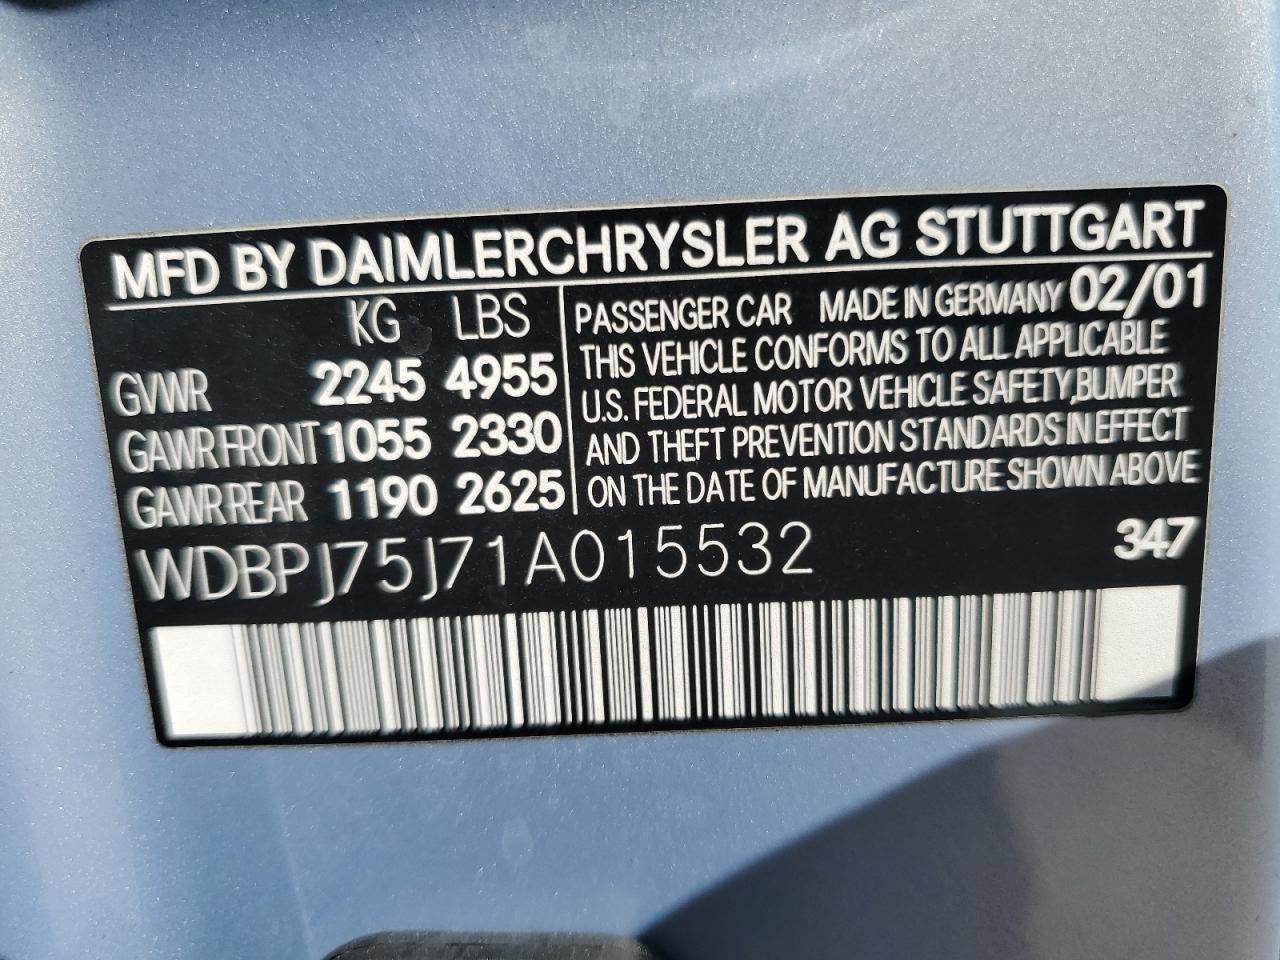 MFD BY DAIMLERCHRYSLER AG STUTTGART
KG LBS
GVWR 2245 4955
GAWR FRONT 1055 2330
GAWR REAR 1190 2625
PASSENGER CAR MADE IN GERMANY 02/01
THIS VEHICLE CONFORMS TO ALL APPLICABLE
U.S. FEDERAL MOTOR VEHICLE SAFETY,BUMPER
AND THEFT PREVENTION STANDARDS IN EFFECT
ON THE DATE OF MANUFACTURE SHOWN ABOVE
WDBPJ75J71A015532 347